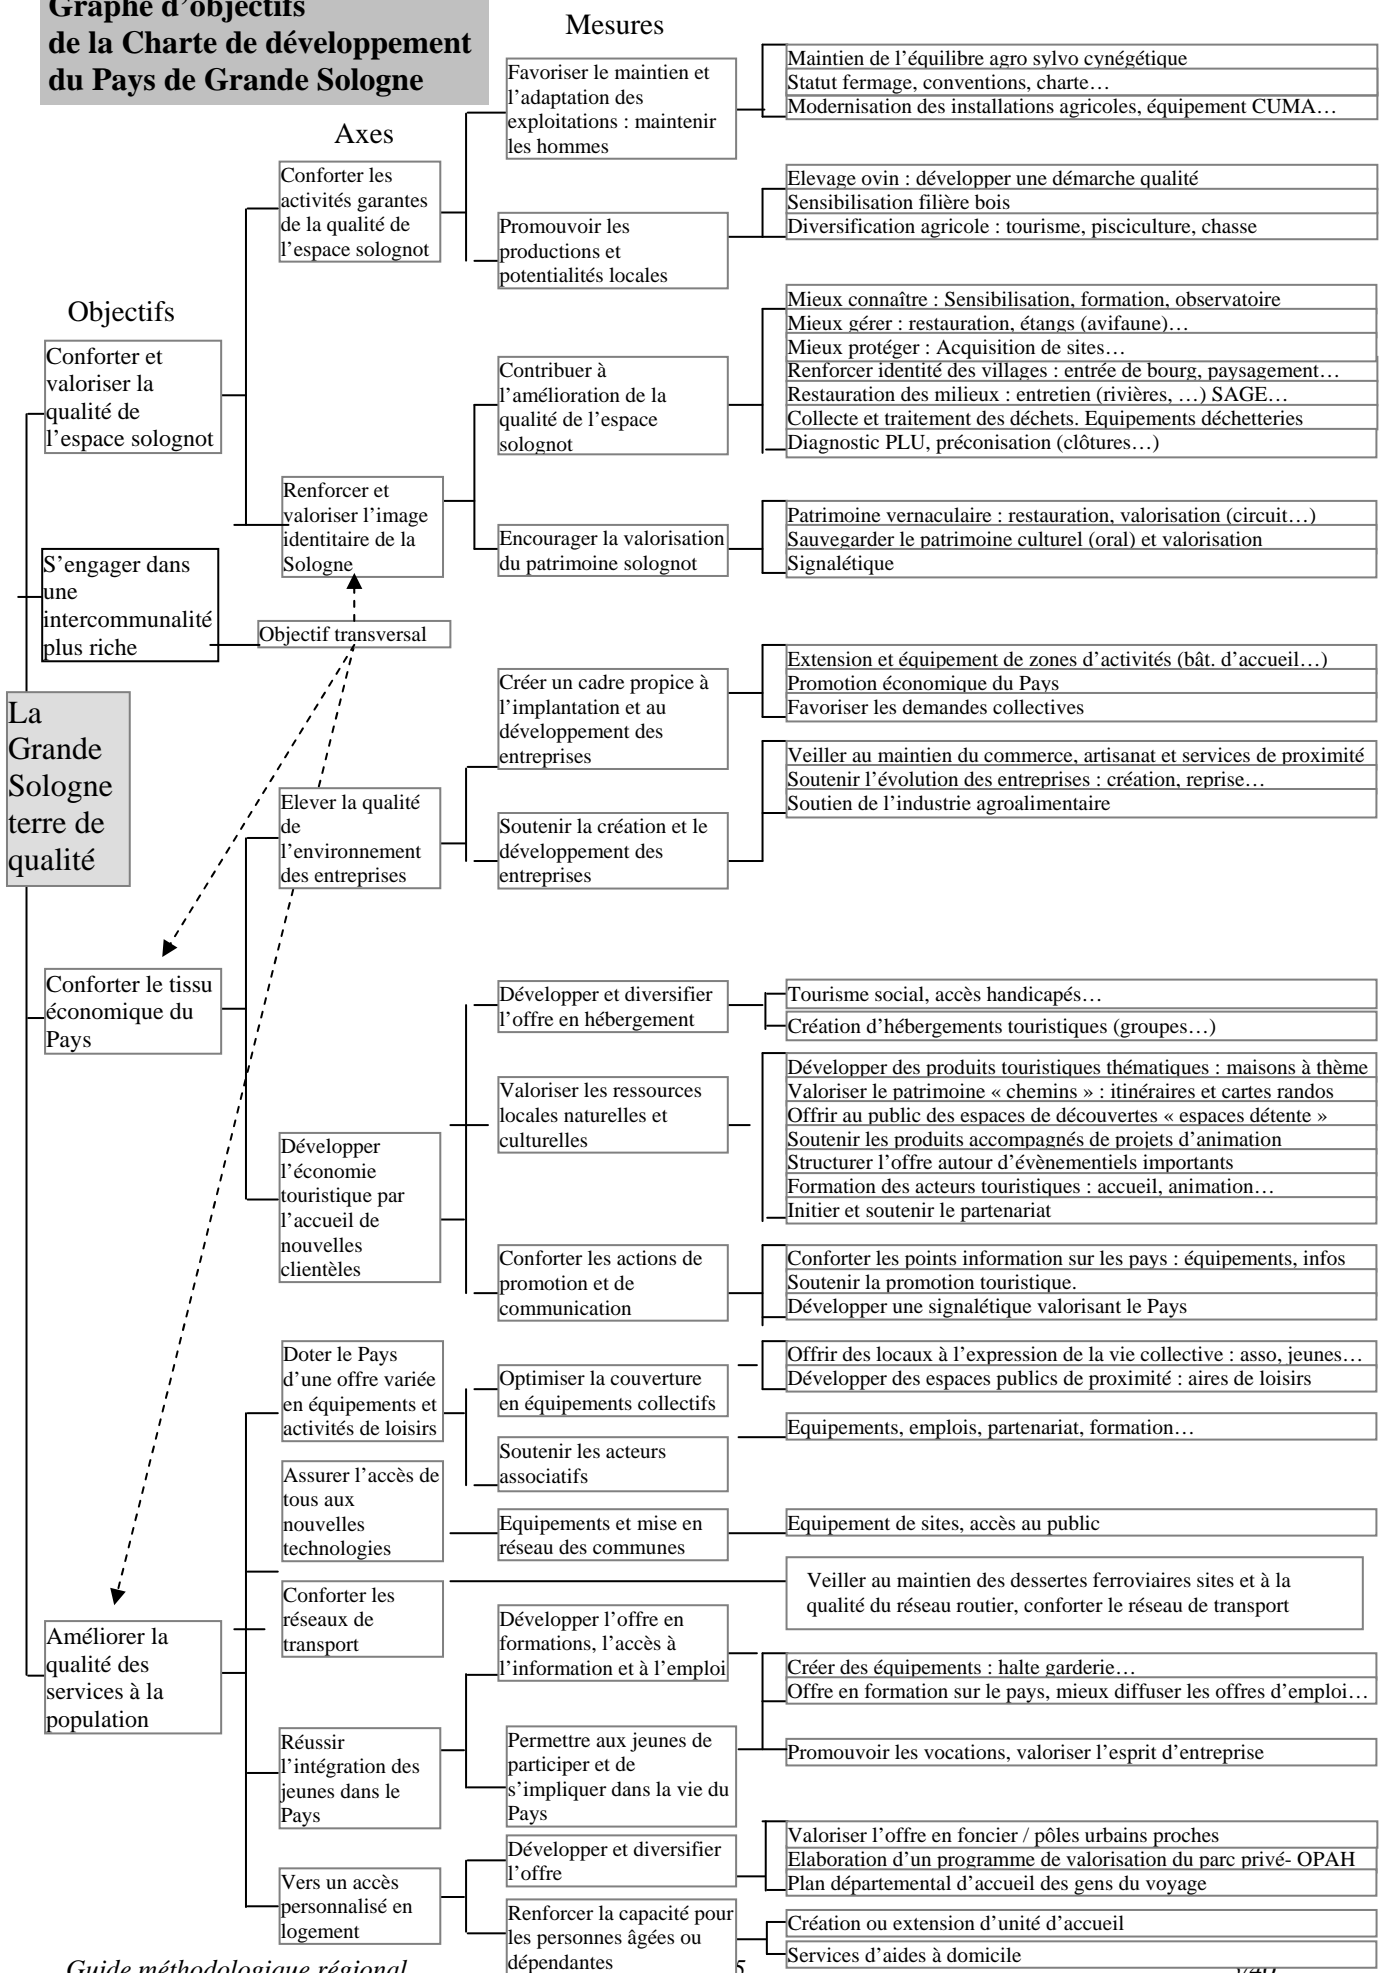 Graphe d'objectifs
de la Charte de développement
du Pays de Grande Sologne
Mesures
Axes
Objectifs
La
Grande
Sologne
terre de
qualité
Conforter et
valoriser la
qualité de
l'espace solognot
S'engager dans
une
intercommunalité
plus riche
Objectif transversal
Conforter le tissu
économique du
Pays
Améliorer la
qualité des
services à la
population
Conforter les
activités garantes
de la qualité de
l'espace solognot
Renforcer et
valoriser l'image
identitaire de la
Sologne
Elever la qualité
de
l'environnement
des entreprises
Développer
l'économie
touristique par
l'accueil de
nouvelles
clientèles
Doter le Pays
d'une offre variée
en équipements et
activités de loisirs
Assurer l'accès de
tous aux
nouvelles
technologies
Conforter les
réseaux de
transport
Réussir
l'intégration des
jeunes dans le
Pays
Vers un accès
personnalisé en
logement
Favoriser le maintien et
l'adaptation des
exploitations : maintenir
les hommes
Promouvoir les
productions et
potentialités locales
Contribuer à
l'amélioration de la
qualité de l'espace
solognot
Encourager la valorisation
du patrimoine solognot
Créer un cadre propice à
l'implantation et au
développement des
entreprises
Soutenir la création et le
développement des
entreprises
Développer et diversifier
l'offre en hébergement
Valoriser les ressources
locales naturelles et
culturelles
Conforter les actions de
promotion et de
communication
Optimiser la couverture
en équipements collectifs
Soutenir les acteurs
associatifs
Equipements et mise en
réseau des communes
Développer l'offre en
formations, l'accès à
l'information et à l'emploi
Permettre aux jeunes de
participer et de
s'impliquer dans la vie du
Pays
Développer et diversifier
l'offre
Renforcer la capacité pour
les personnes âgées ou
dépendantes
Maintien de l'équilibre agro sylvo cynégétique
Statut fermage, conventions, charte…
Modernisation des installations agricoles, équipement CUMA…
Elevage ovin : développer une démarche qualité
Sensibilisation filière bois
Diversification agricole : tourisme, pisciculture, chasse
Mieux connaître : Sensibilisation, formation, observatoire
Mieux gérer : restauration, étangs (avifaune)…
Mieux protéger : Acquisition de sites…
Renforcer identité des villages : entrée de bourg, paysagement…
Restauration des milieux : entretien (rivières, …) SAGE…
Collecte et traitement des déchets. Equipements déchetteries
Diagnostic PLU, préconisation (clôtures…)
Patrimoine vernaculaire : restauration, valorisation (circuit…)
Sauvegarder le patrimoine culturel (oral) et valorisation
Signalétique
Extension et équipement de zones d'activités (bât. d'accueil…)
Promotion économique du Pays
Favoriser les demandes collectives
Veiller au maintien du commerce, artisanat et services de proximité
Soutenir l'évolution des entreprises : création, reprise…
Soutien de l'industrie agroalimentaire
Tourisme social, accès handicapés…
Création d'hébergements touristiques (groupes…)
Développer des produits touristiques thématiques : maisons à thème
Valoriser le patrimoine « chemins » : itinéraires et cartes randos
Offrir au public des espaces de découvertes « espaces détente »
Soutenir les produits accompagnés de projets d'animation
Structurer l'offre autour d'évènementiels importants
Formation des acteurs touristiques : accueil, animation…
Initier et soutenir le partenariat
Conforter les points information sur les pays : équipements, infos
Soutenir la promotion touristique.
Développer une signalétique valorisant le Pays
Offrir des locaux à l'expression de la vie collective : asso, jeunes…
Développer des espaces publics de proximité : aires de loisirs
Equipements, emplois, partenariat, formation…
Equipement de sites, accès au public
Veiller au maintien des dessertes ferroviaires sites et à la
qualité du réseau routier, conforter le réseau de transport
Créer des équipements : halte garderie…
Offre en formation sur le pays, mieux diffuser les offres d'emploi…
Promouvoir les vocations, valoriser l'esprit d'entreprise
Valoriser l'offre en foncier / pôles urbains proches
Elaboration d'un programme de valorisation du parc privé- OPAH
Plan départemental d'accueil des gens du voyage
Création ou extension d'unité d'accueil
Services d'aides à domicile
Guide méthodologique régional